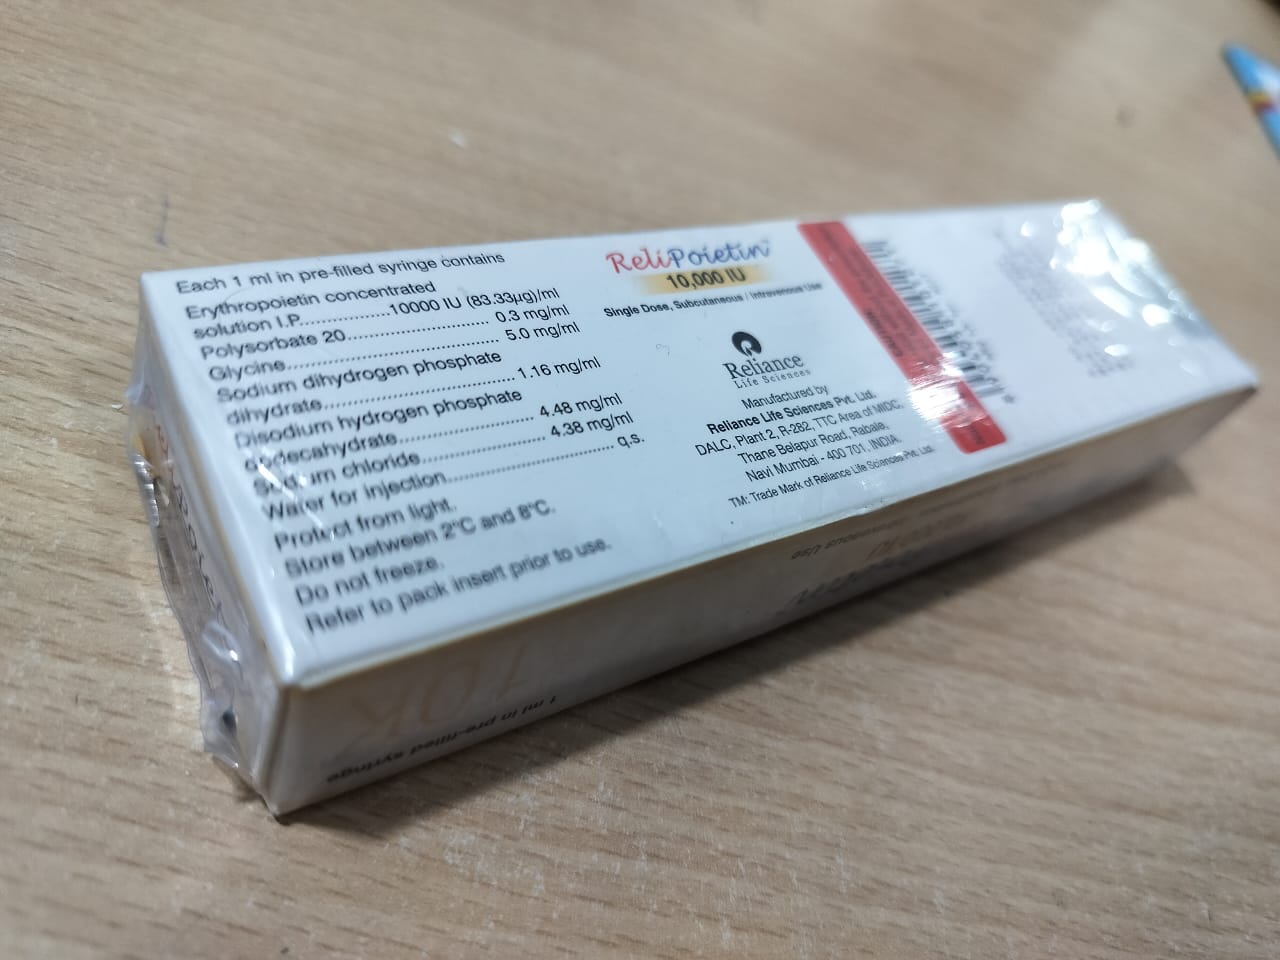 Each 1 ml in pre-filled syringe contains
Erythropoietin concentrated
solution I.P.................10000 IU (83.33µg)/ml
Polysorbate 20............................ 0.3 mg/ml
Glycine......................................... 5.0 mg/ml
Sodium dihydrogen phosphate
dihydrate..................................... 1.16 mg/ml
Disodium hydrogen phosphate
dodecahydrate........................... 4.48 mg/ml
Sodium chloride........................ 4.38 mg/ml
Water for injection................................. q.s.
Protect from light.
Store between 2°C and 8°C.
Do not freeze.
Refer to pack insert prior to use.
ReliPoietin™
10,000 IU
Single Dose, Subcutaneous / Intravenous Use
Reliance
Life Sciences
Manufactured by
Reliance Life Sciences Pvt. Ltd.
DALC, Plant 2, R-282, TTC Area of MIDC,
Thane Belapur Road, Rabale,
Navi Mumbai - 400 701. INDIA.
TM: Trade Mark of Reliance Life Sciences Pvt. Ltd.
1 ml in pre-filled syringe